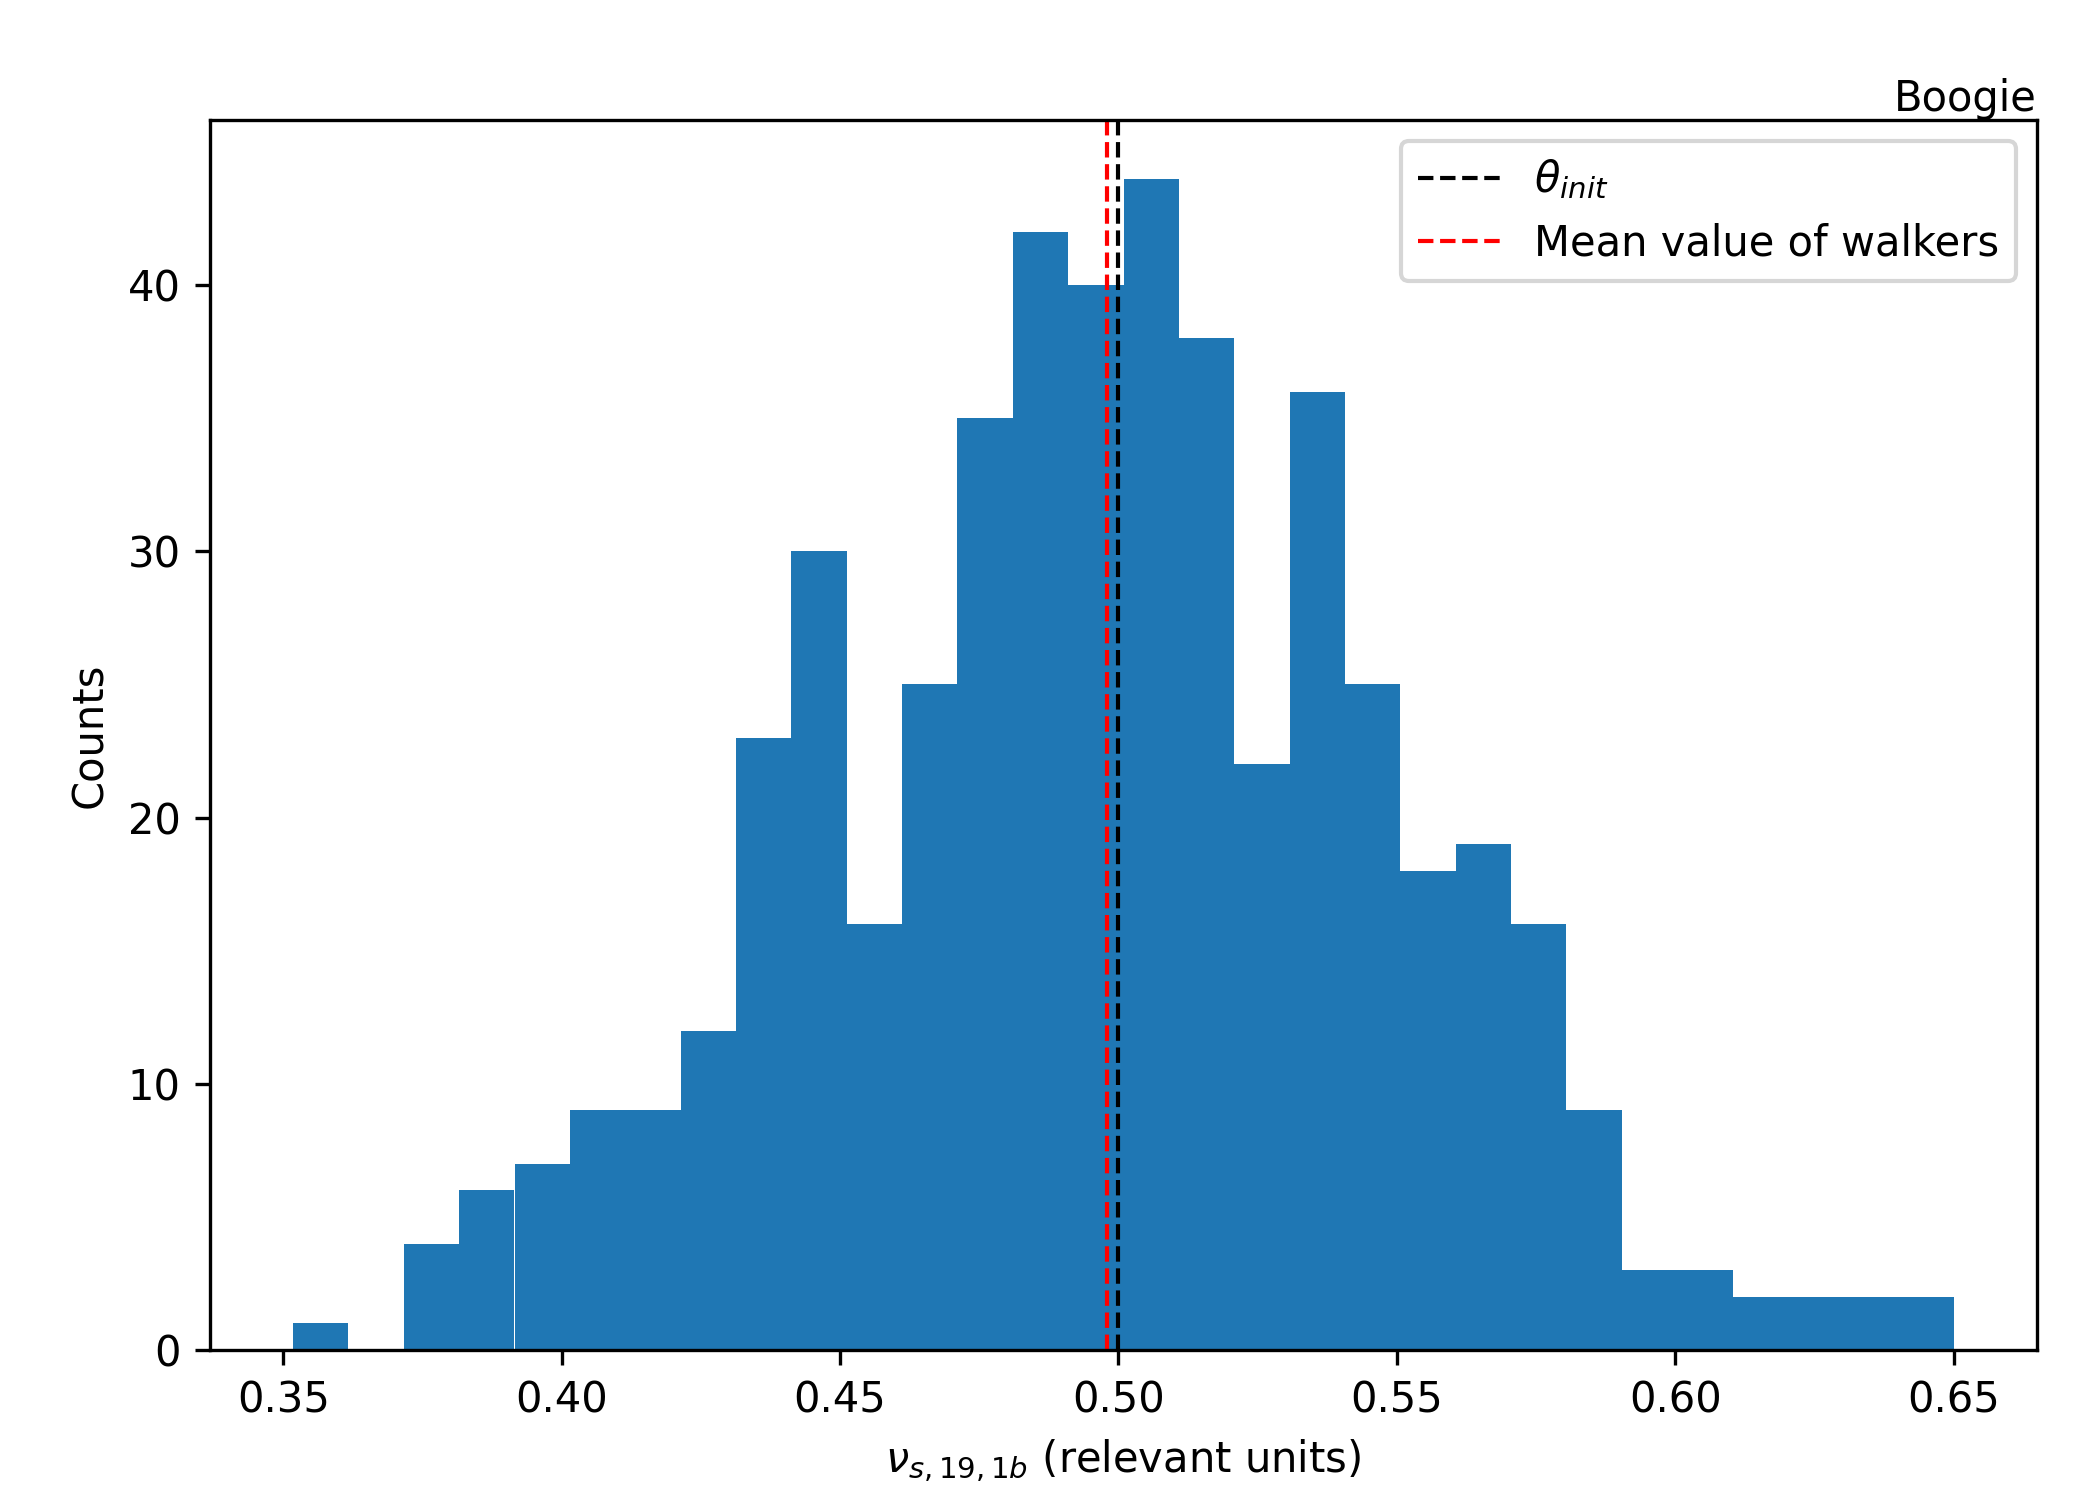 Boogie
θinit
Mean value of walkers
Counts
40
30
20
10
0
0.35 0.40 0.45 0.50 0.55 0.60 0.65
νs,19,1b (relevant units)